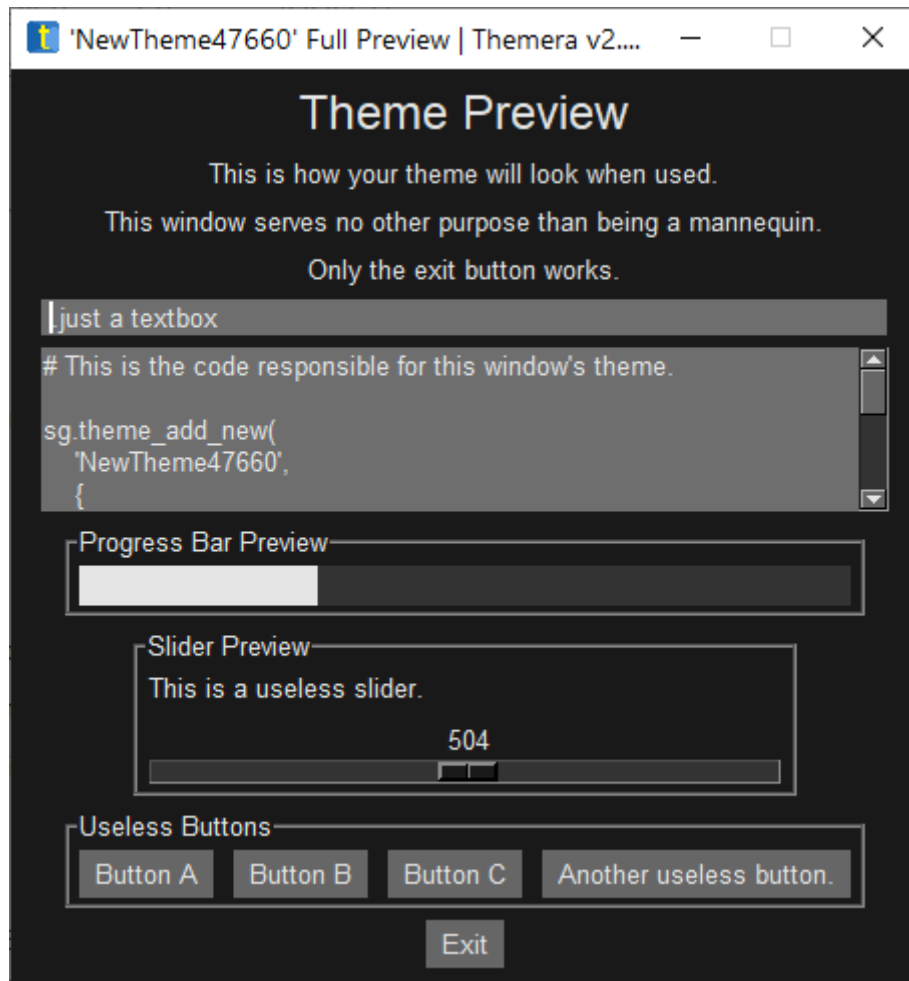 t 'NewTheme47660' Full Preview | Themera v2....
Theme Preview
This is how your theme will look when used.
This window serves no other purpose than being a mannequin.
Only the exit button works.
.just a textbox
# This is the code responsible for this window's theme.
sg.theme_add_new(
'NewTheme47660',
{
Progress Bar Preview
Slider Preview
This is a useless slider.
504
Useless Buttons
Button A Button B Button C Another useless button.
Exit